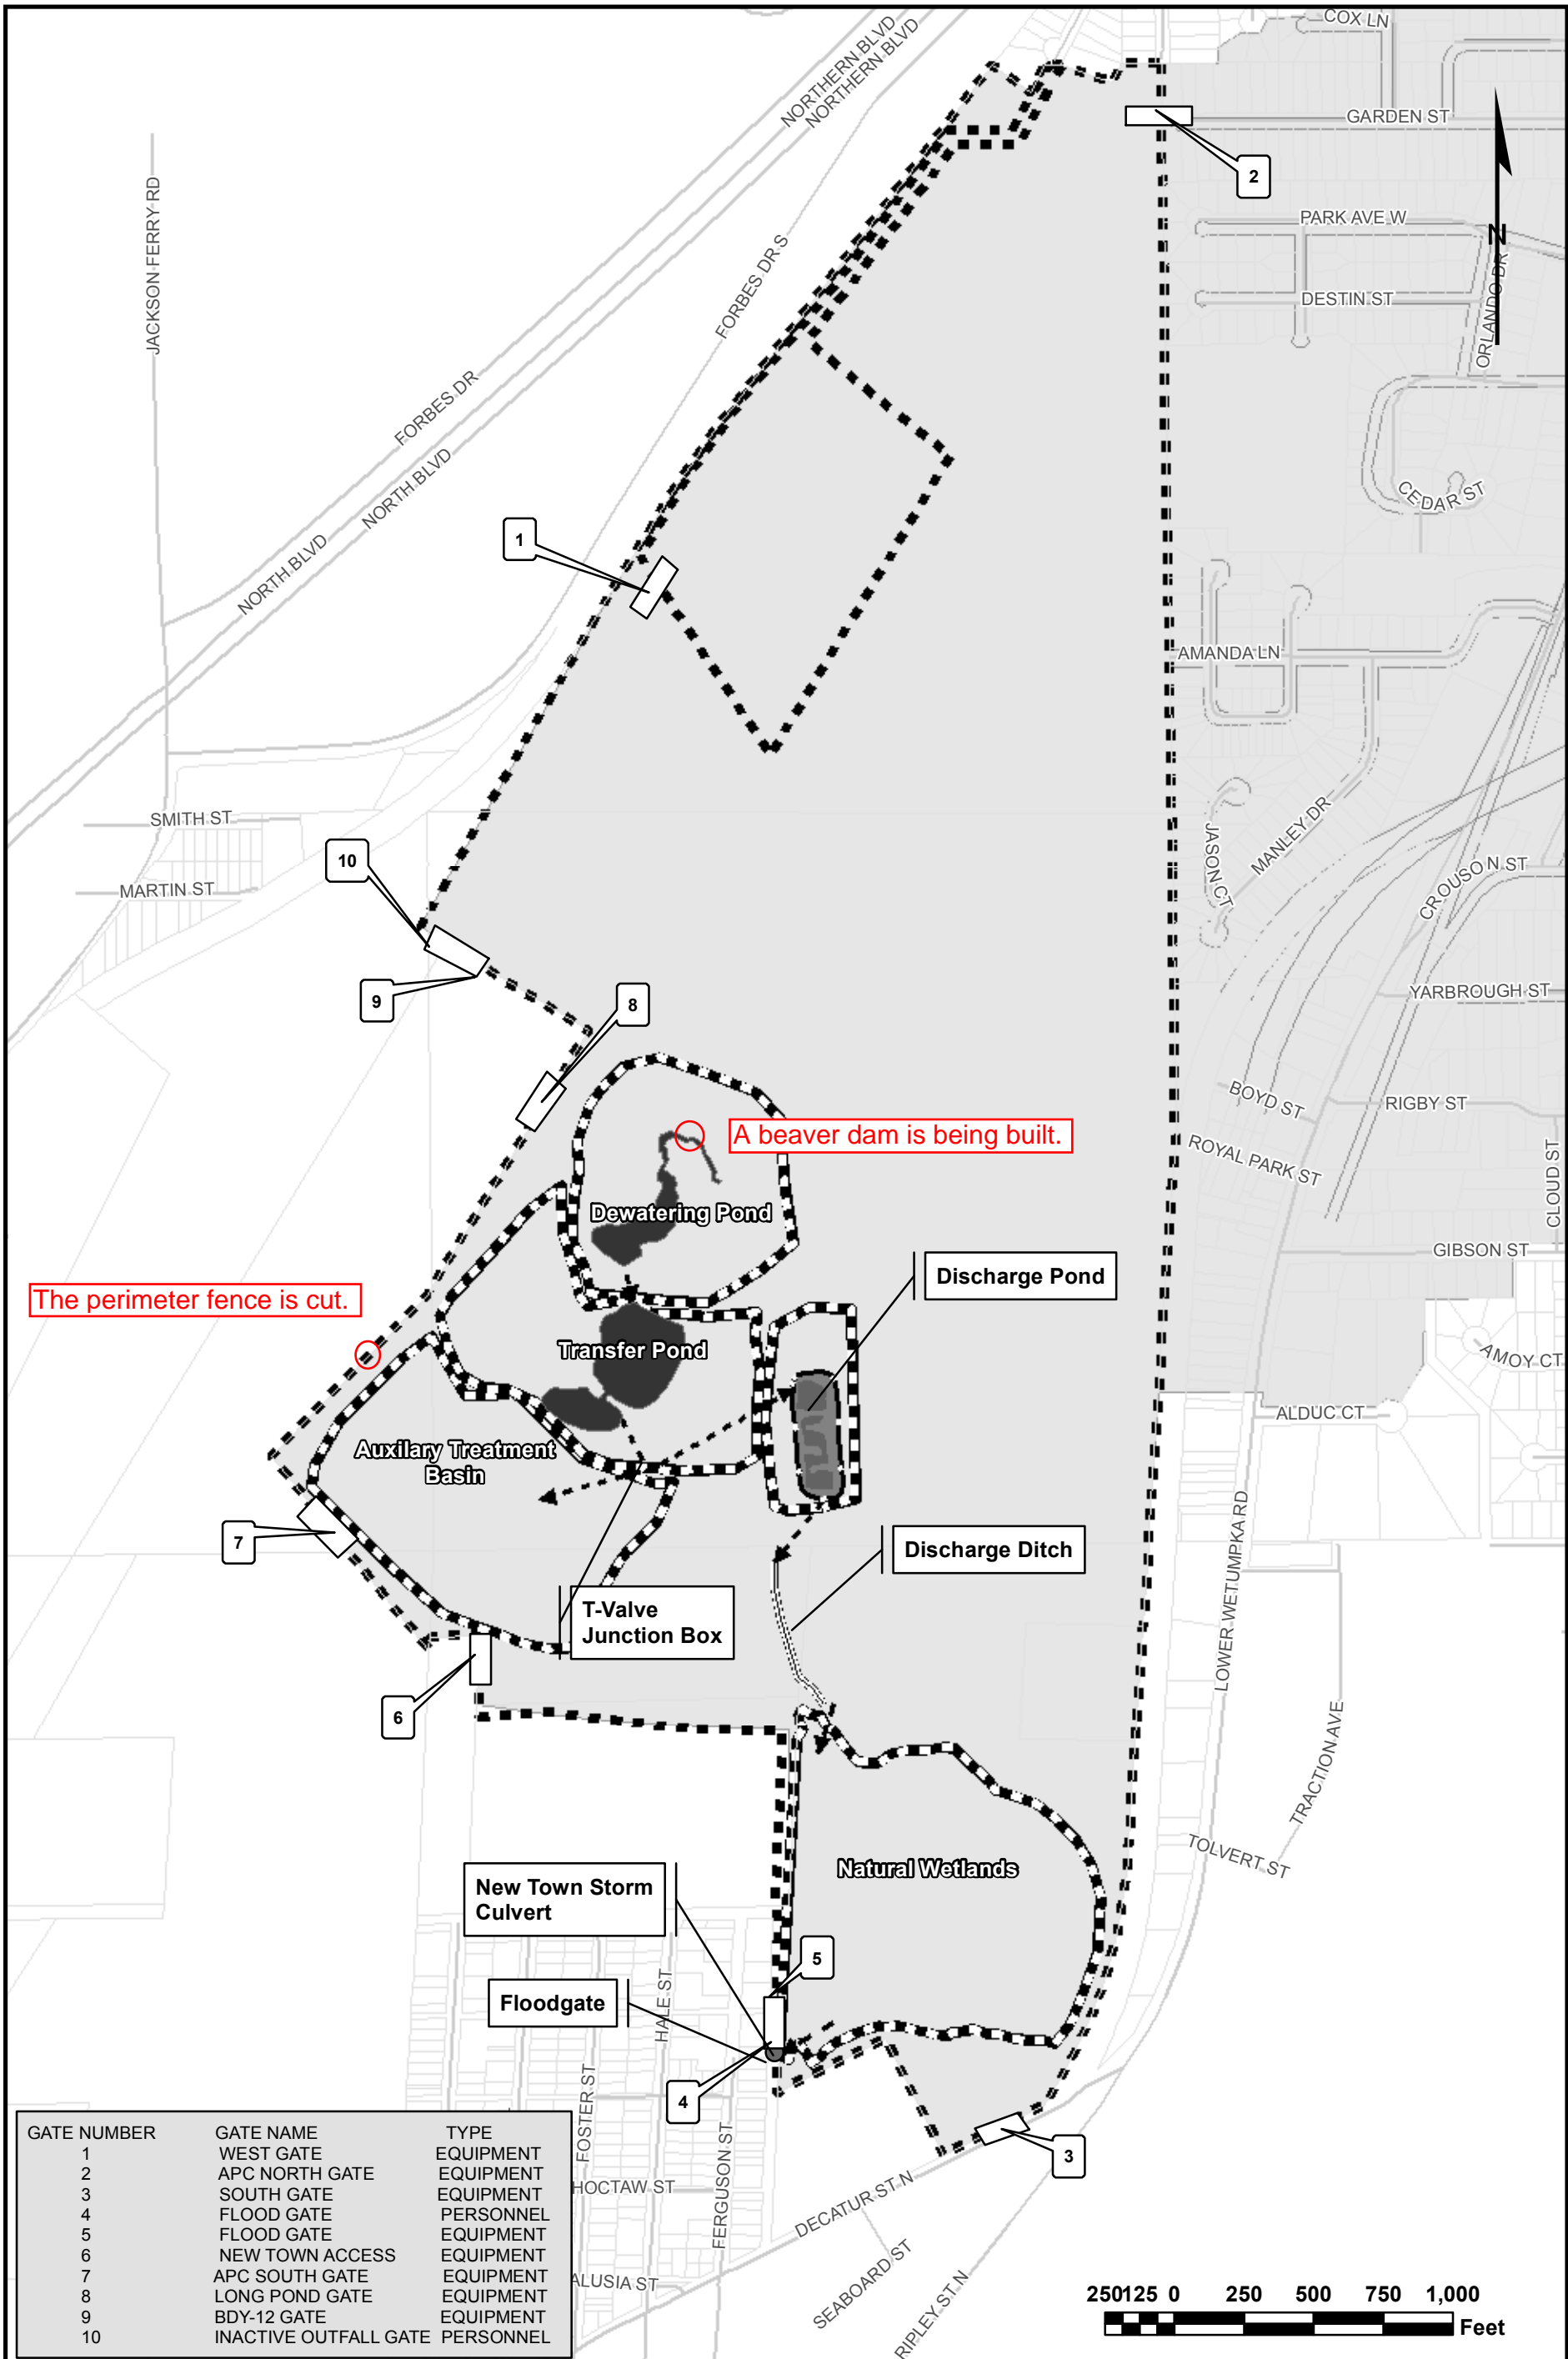 COX LN
NORTHERN BLVD
NORTHERN BLVD
GARDEN ST
2
JACKSON FERRY RD
PARK AVE W
N
FORBES DR S
DESTIN ST
ORLANDO DR
FORBES DR
NORTH BLVD
CEDAR ST
1
NORTH BLVD
AMANDA LN
SMITH ST
MANLEY DR
JASON CT
10
MARTIN ST
CROUSON ST
9
8
YARBROUGH ST
BOYD ST
RIGBY ST
A beaver dam is being built.
ROYAL PARK ST
CLOUD ST
Dewatering Pond
GIBSON ST
Discharge Pond
The perimeter fence is cut.
Transfer Pond
AMOY CT
ALDUC CT
Auxilary Treatment
Basin
7
Discharge Ditch
LOWER WETUMPKA RD
T-Valve
Junction Box
6
TRACTION AVE
TOLVERT ST
Natural Wetlands
New Town Storm
Culvert
5
Floodgate
HALE ST
4
FOSTER ST
FERGUSON ST
3
HOCTAW ST
DECATUR ST N
SEABOARD ST
ALUSIA ST
RIPLEY ST N
GATE NUMBER GATE NAME TYPE
1 WEST GATE EQUIPMENT
2 APC NORTH GATE EQUIPMENT
3 SOUTH GATE EQUIPMENT
4 FLOOD GATE PERSONNEL
5 FLOOD GATE EQUIPMENT
6 NEW TOWN ACCESS EQUIPMENT
7 APC SOUTH GATE EQUIPMENT
8 LONG POND GATE EQUIPMENT
9 BDY-12 GATE EQUIPMENT
10 INACTIVE OUTFALL GATE PERSONNEL
250 125 0 250 500 750 1,000
Feet